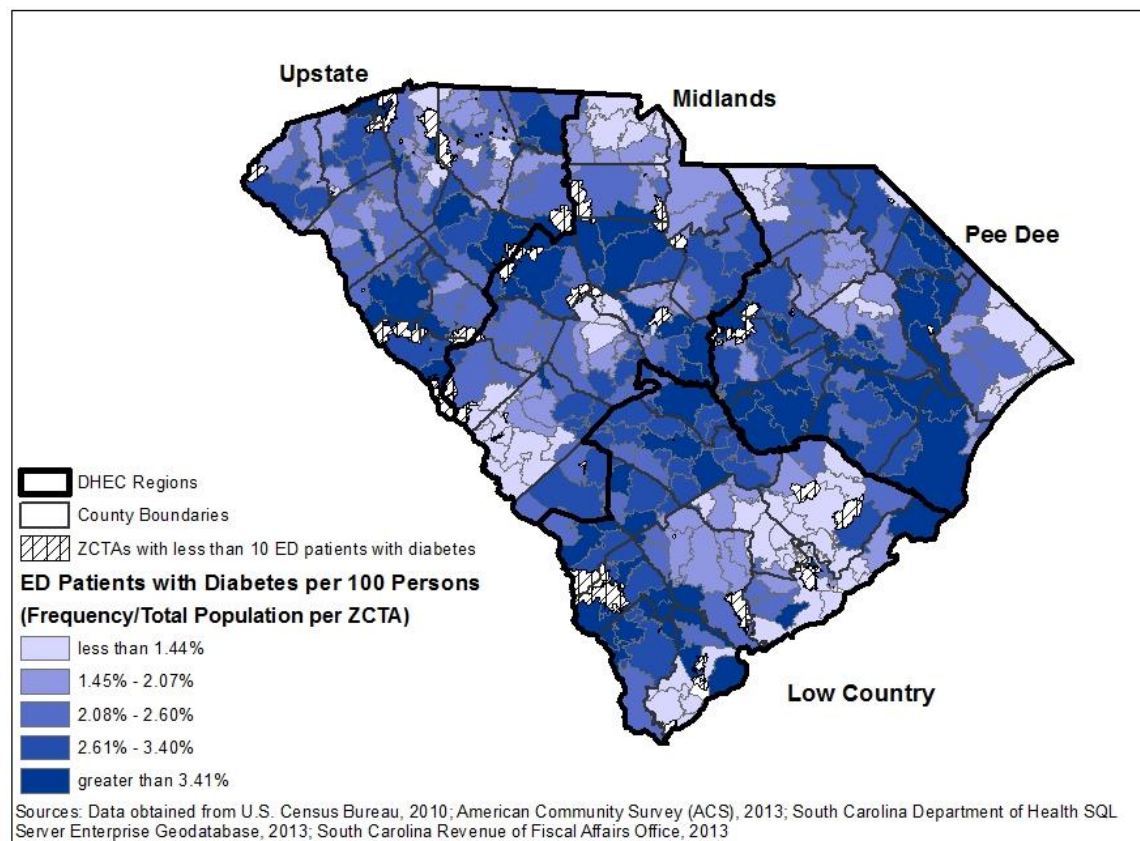 Upstate
Midlands
Pee Dee
Low Country
DHEC Regions
County Boundaries
ZCTAs with less than 10 ED patients with diabetes
ED Patients with Diabetes per 100 Persons
(Frequency/Total Population per ZCTA)
less than 1.44%
1.45% - 2.07%
2.08% - 2.60%
2.61% - 3.40%
greater than 3.41%
Sources: Data obtained from U.S. Census Bureau, 2010; American Community Survey (ACS), 2013; South Carolina Department of Health SQL
Server Enterprise Geodatabase, 2013; South Carolina Revenue of Fiscal Affairs Office, 2013